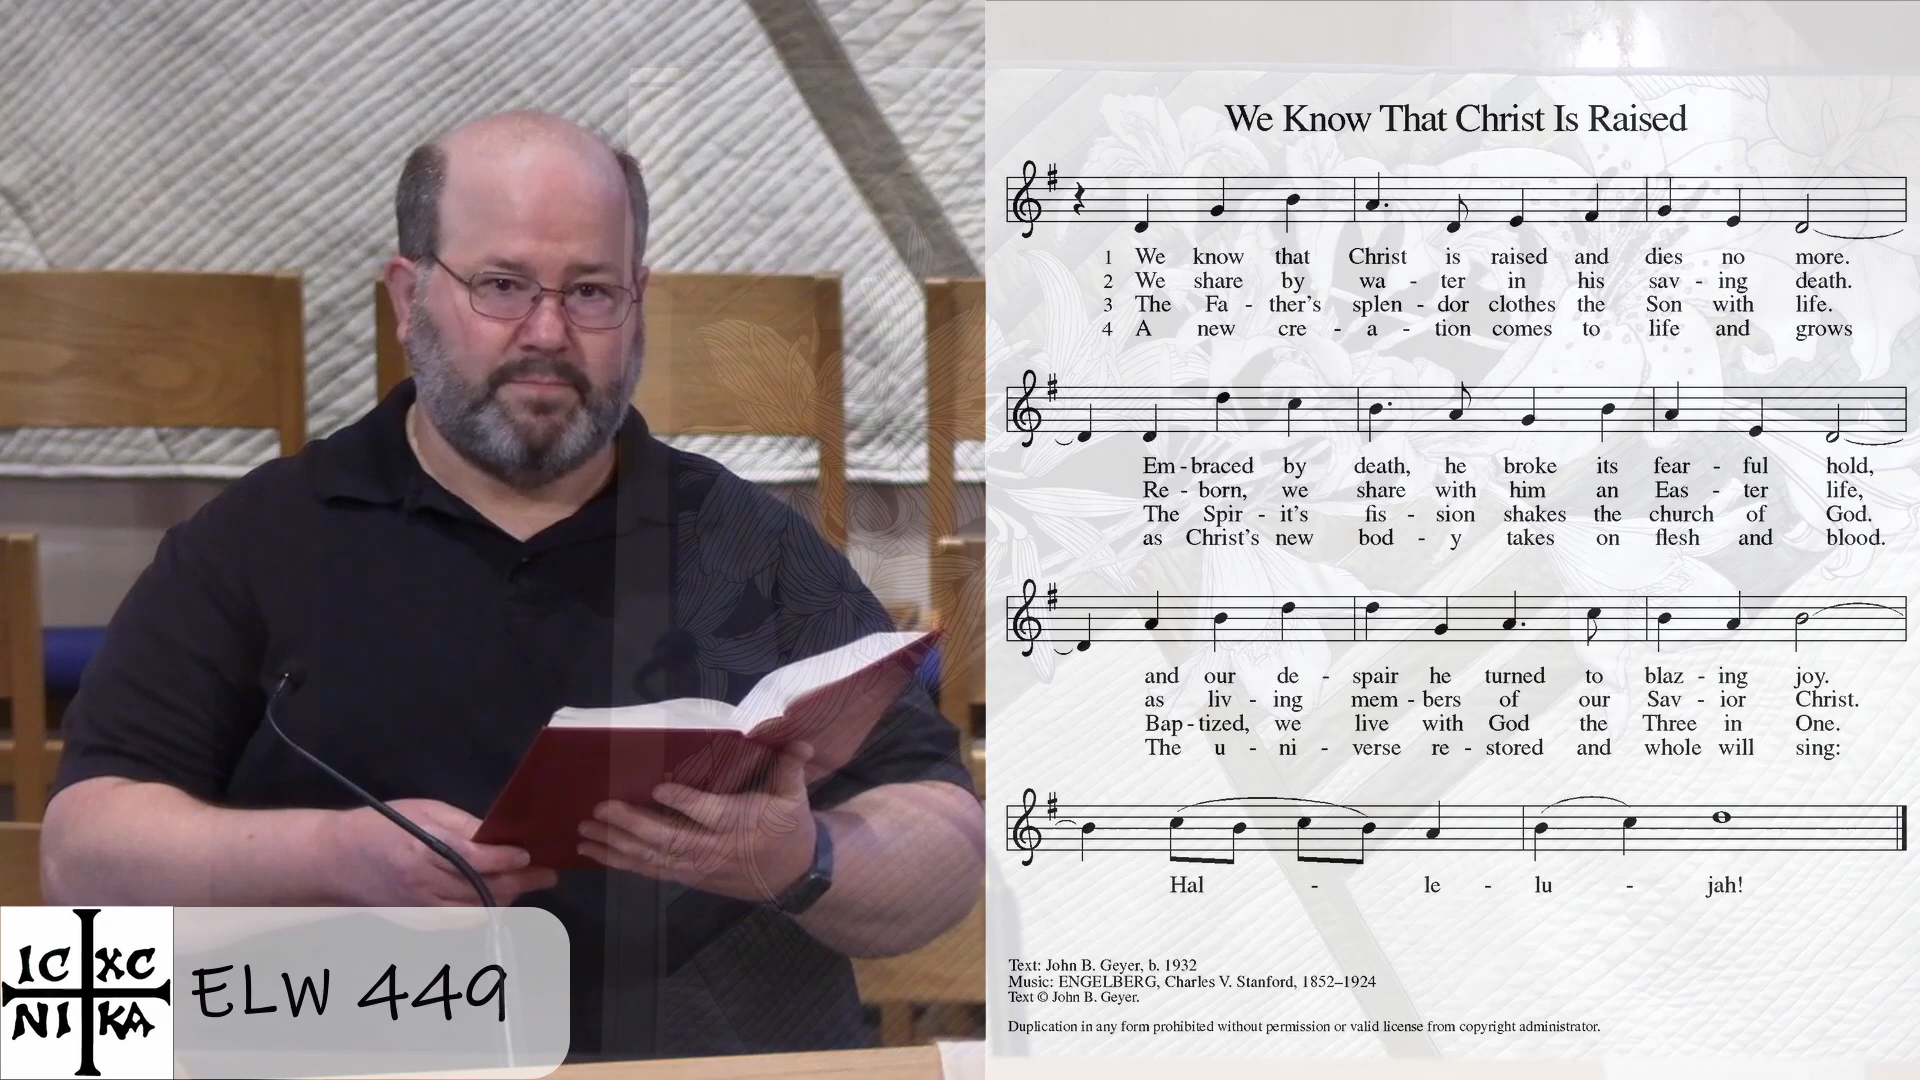 We Know That Christ Is Raised
1 We know that Christ is raised and dies no more.
2 We share by wa - ter in his sav - ing death.
3 The Fa - ther's splen - dor clothes the Son with life.
4 A new cre - a - tion comes to life and grows
Em - braced by death, he broke its fear - ful hold,
Re - born, we share with him an Eas - ter life,
The Spir - it's fis - sion shakes the church of God.
as Christ's new bod - y takes on flesh and blood.
and our de - spair he turned to blaz - ing joy.
as liv - ing mem - bers of our Sav - ior Christ.
Bap - tized, we live with God the Three in One.
The u - ni - verse re - stored and whole will sing:
Hal - le - lu - jah!
Text: John B. Geyer, b. 1932
Music: ENGELBERG, Charles V. Stanford, 1852–1924
Text © John B. Geyer.
Duplication in any form prohibited without permission or valid license from copyright administrator.
IC XC
NI KA
ELW 449